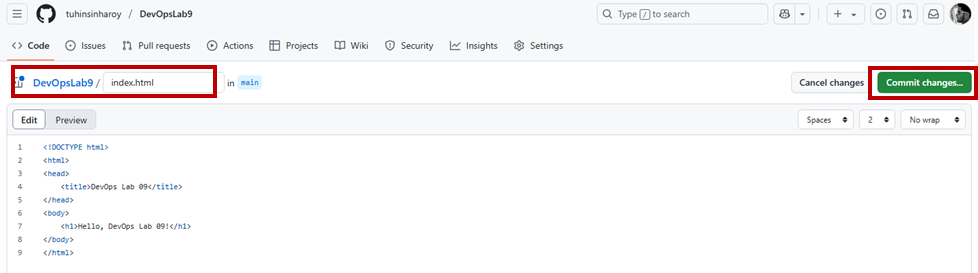 tuhinsinharoy / DevOpsLab9 Type / to search
Code Issues Pull requests Actions Projects Wiki Security Insights Settings
DevOpsLab9 / index.html in main Cancel changes Commit changes...
Edit Preview Spaces 2 No wrap
1 <!DOCTYPE html>
2 <html>
3 <head>
4 <title>DevOps Lab 09</title>
5 </head>
6 <body>
7 <h1>Hello, DevOps Lab 09!</h1>
8 </body>
9 </html>